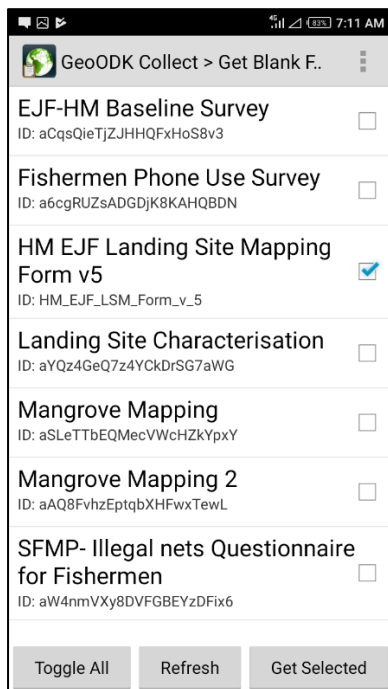 4G 83% 7:11 AM
GeoODK Collect > Get Blank F..
EJF-HM Baseline Survey
ID: aCqsQieTjZJHHQFxHoS8v3
Fishermen Phone Use Survey
ID: a6cgRUZsADGDjK8KAHQBDN
HM EJF Landing Site Mapping
Form v5
ID: HM_EJF_LSM_Form_v_5
Landing Site Characterisation
ID: aYQz4GeQ7z4YCkDrSG7aWG
Mangrove Mapping
ID: aSLeTTbEQMecVWcHZkYpxY
Mangrove Mapping 2
ID: aAQ8FvhzEptqbXHFwxTewL
SFMP- Illegal nets Questionnaire
for Fishermen
ID: aW4nmVXy8DVFGBEYzDFix6
Toggle All Refresh Get Selected